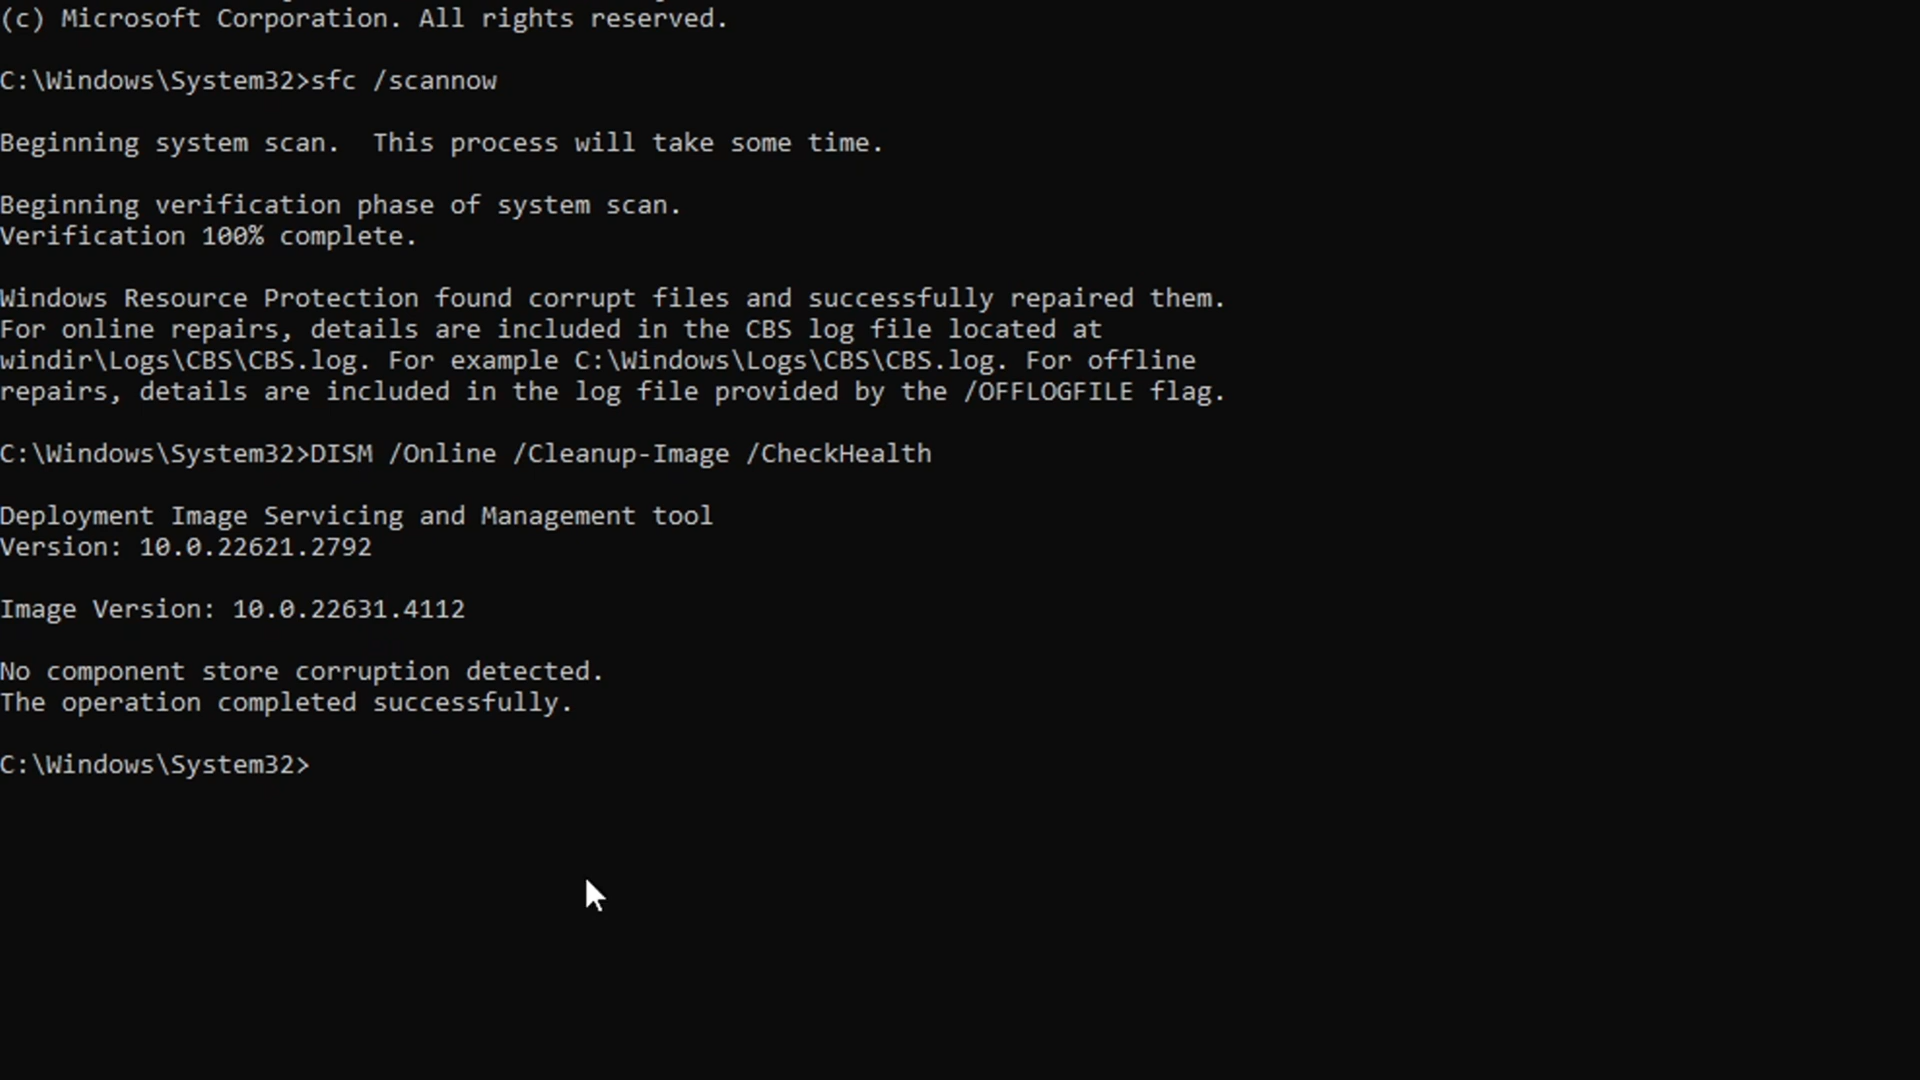 (c) Microsoft Corporation. All rights reserved.
C:\Windows\System32>sfc /scannow
Beginning system scan.  This process will take some time.
Beginning verification phase of system scan.
Verification 100% complete.
Windows Resource Protection found corrupt files and successfully repaired them.
For online repairs, details are included in the CBS log file located at
windir\Logs\CBS\CBS.log. For example C:\Windows\Logs\CBS\CBS.log. For offline
repairs, details are included in the log file provided by the /OFFLOGFILE flag.
C:\Windows\System32>DISM /Online /Cleanup-Image /CheckHealth
Deployment Image Servicing and Management tool
Version: 10.0.22621.2792
Image Version: 10.0.22631.4112
No component store corruption detected.
The operation completed successfully.
C:\Windows\System32>